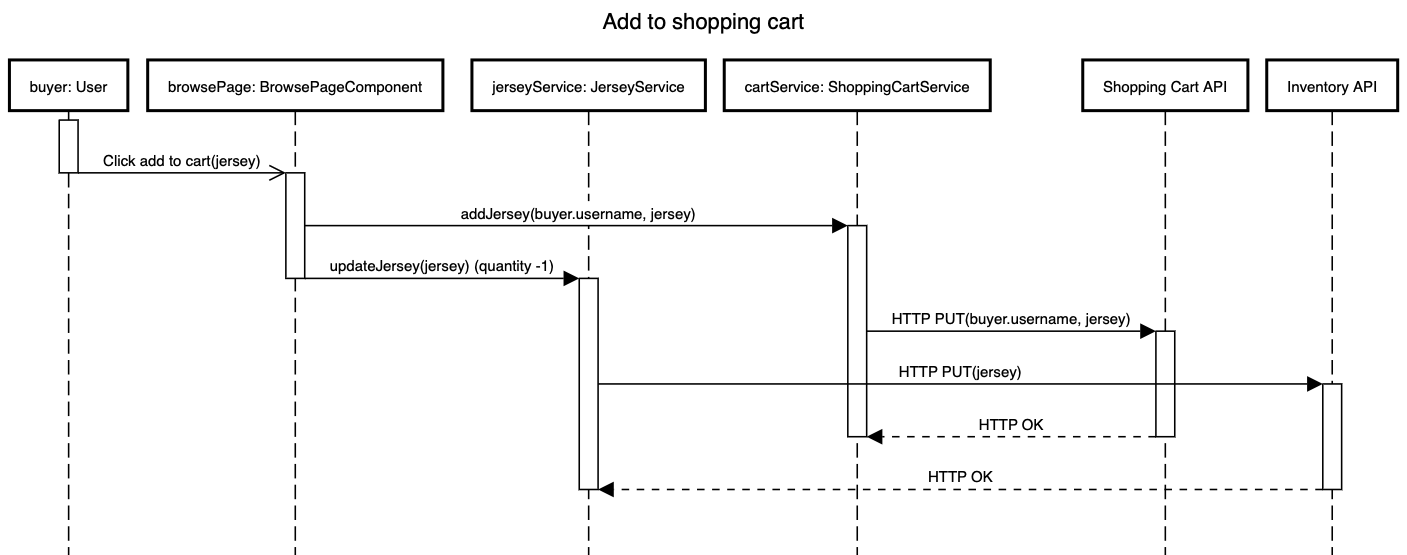 Add to shopping cart
buyer: User
browsePage: BrowsePageComponent
jerseyService: JerseyService
cartService: ShoppingCartService
Shopping Cart API
Inventory API
Click add to cart(jersey)
addJersey(buyer.username, jersey)
updateJersey(jersey) (quantity -1)
HTTP PUT(buyer.username, jersey)
HTTP PUT(jersey)
HTTP OK
HTTP OK